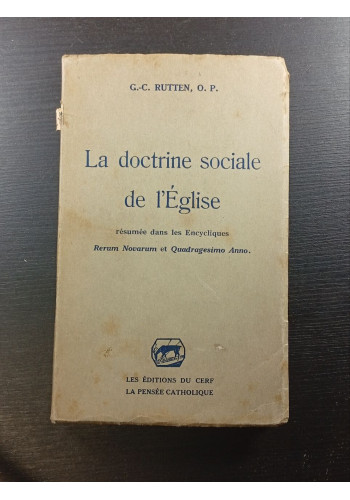 G.-C. RUTTEN, O. P.
La doctrine sociale
de l'Église
résumée dans les Encycliques
Rerum Novarum et Quadragesimo Anno.
LES ÉDITIONS DU CERF
LA PENSÉE CATHOLIQUE